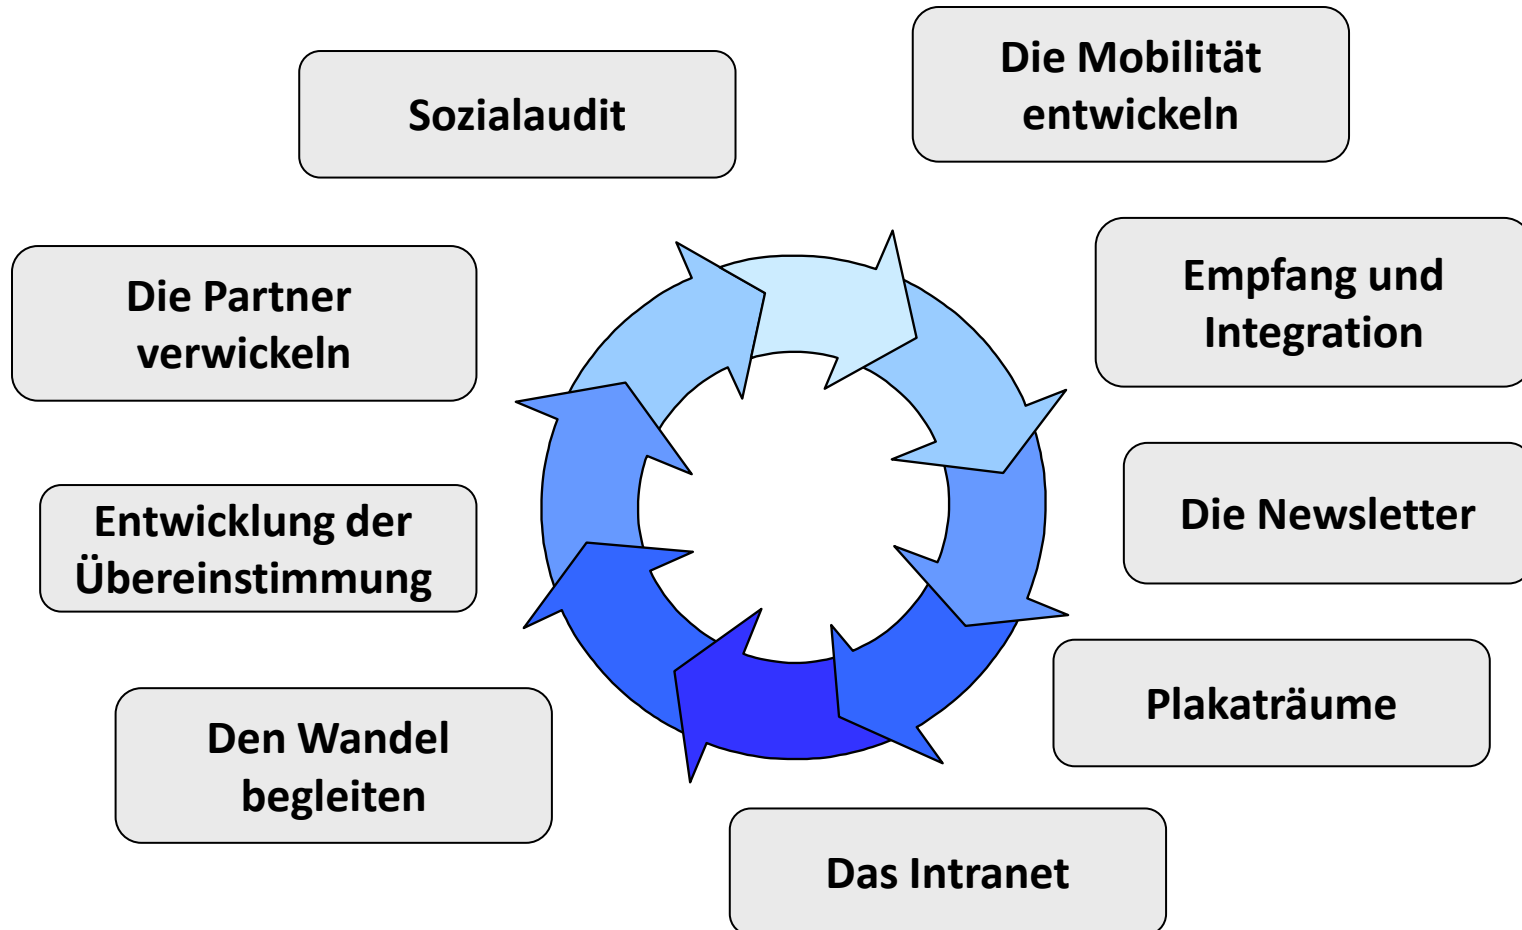 Sozialaudit
Die Mobilität
entwickeln
Empfang und
Integration
Die Newsletter
Plakaträume
Das Intranet
Den Wandel
begleiten
Entwicklung der
Übereinstimmung
Die Partner
verwickeln